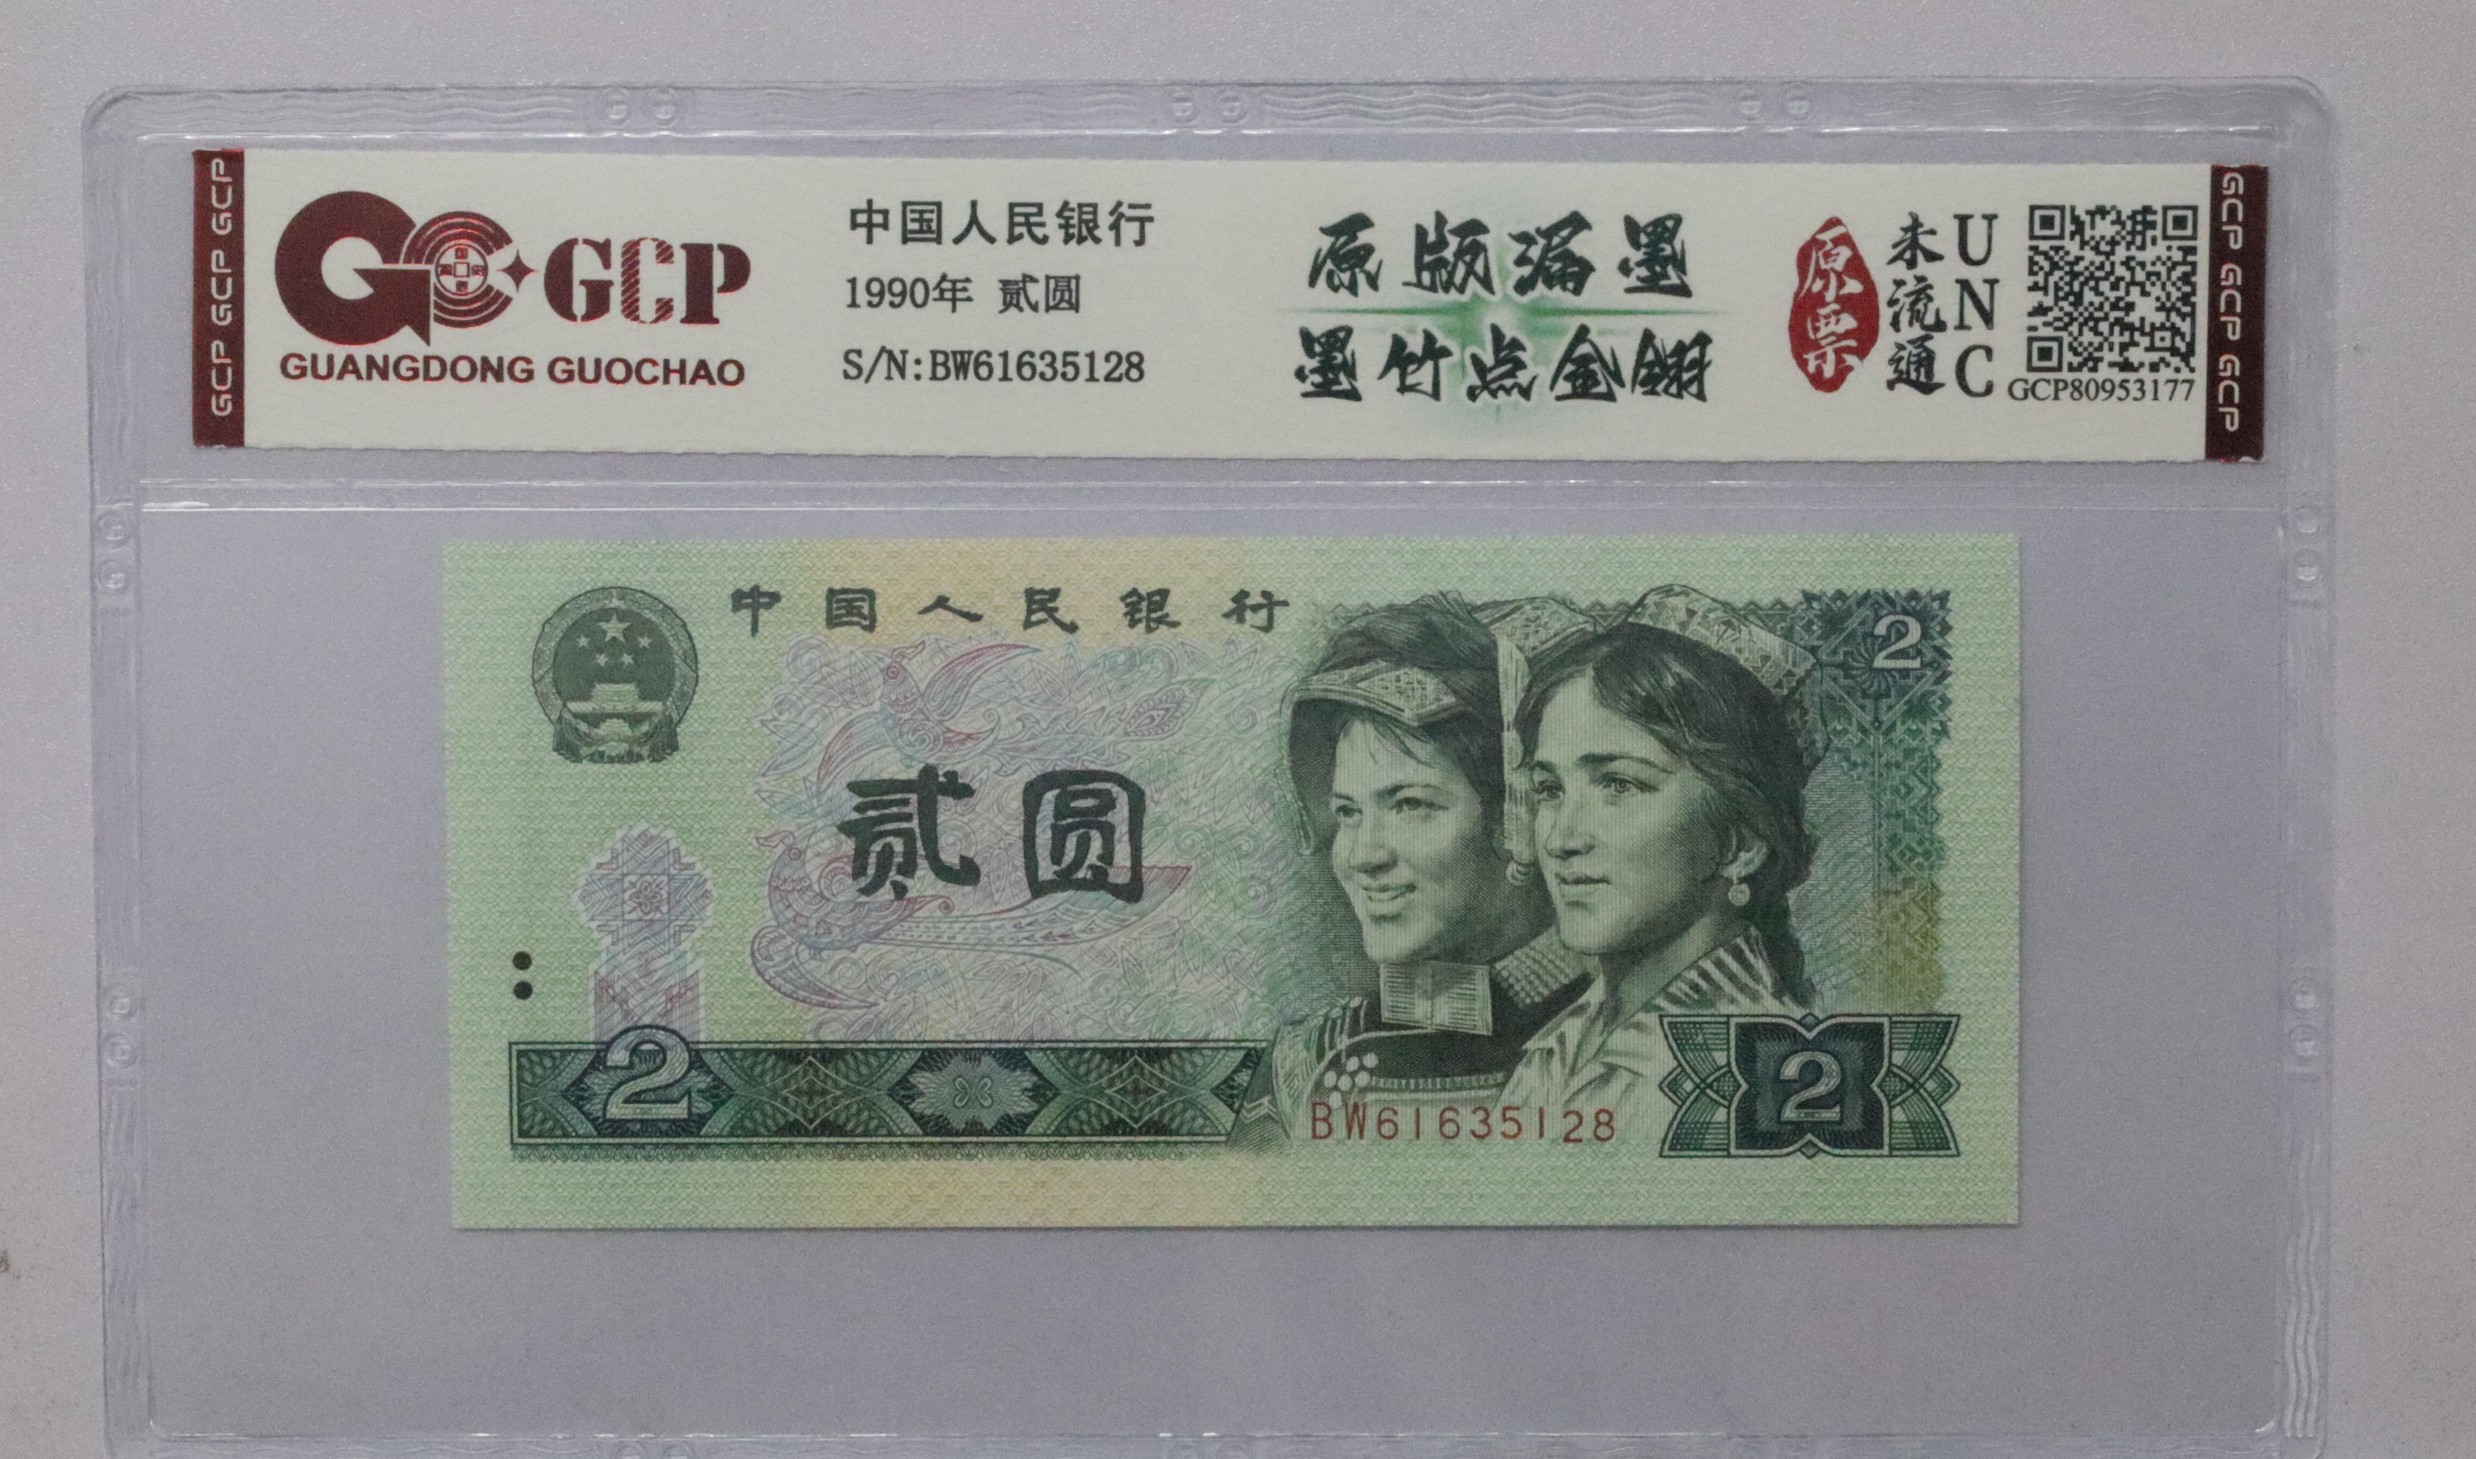 GCP GCP GCP
GCP
GUANGDONG GUOCHAO
中国人民银行
1990年 贰圆
S/N:BW61635128
原版漏墨
墨竹点金翎
原票
未流通
UNC
GCP80953177
GCP GCP GCP
中国人民银行
2
贰圆
2
BW61635128
2